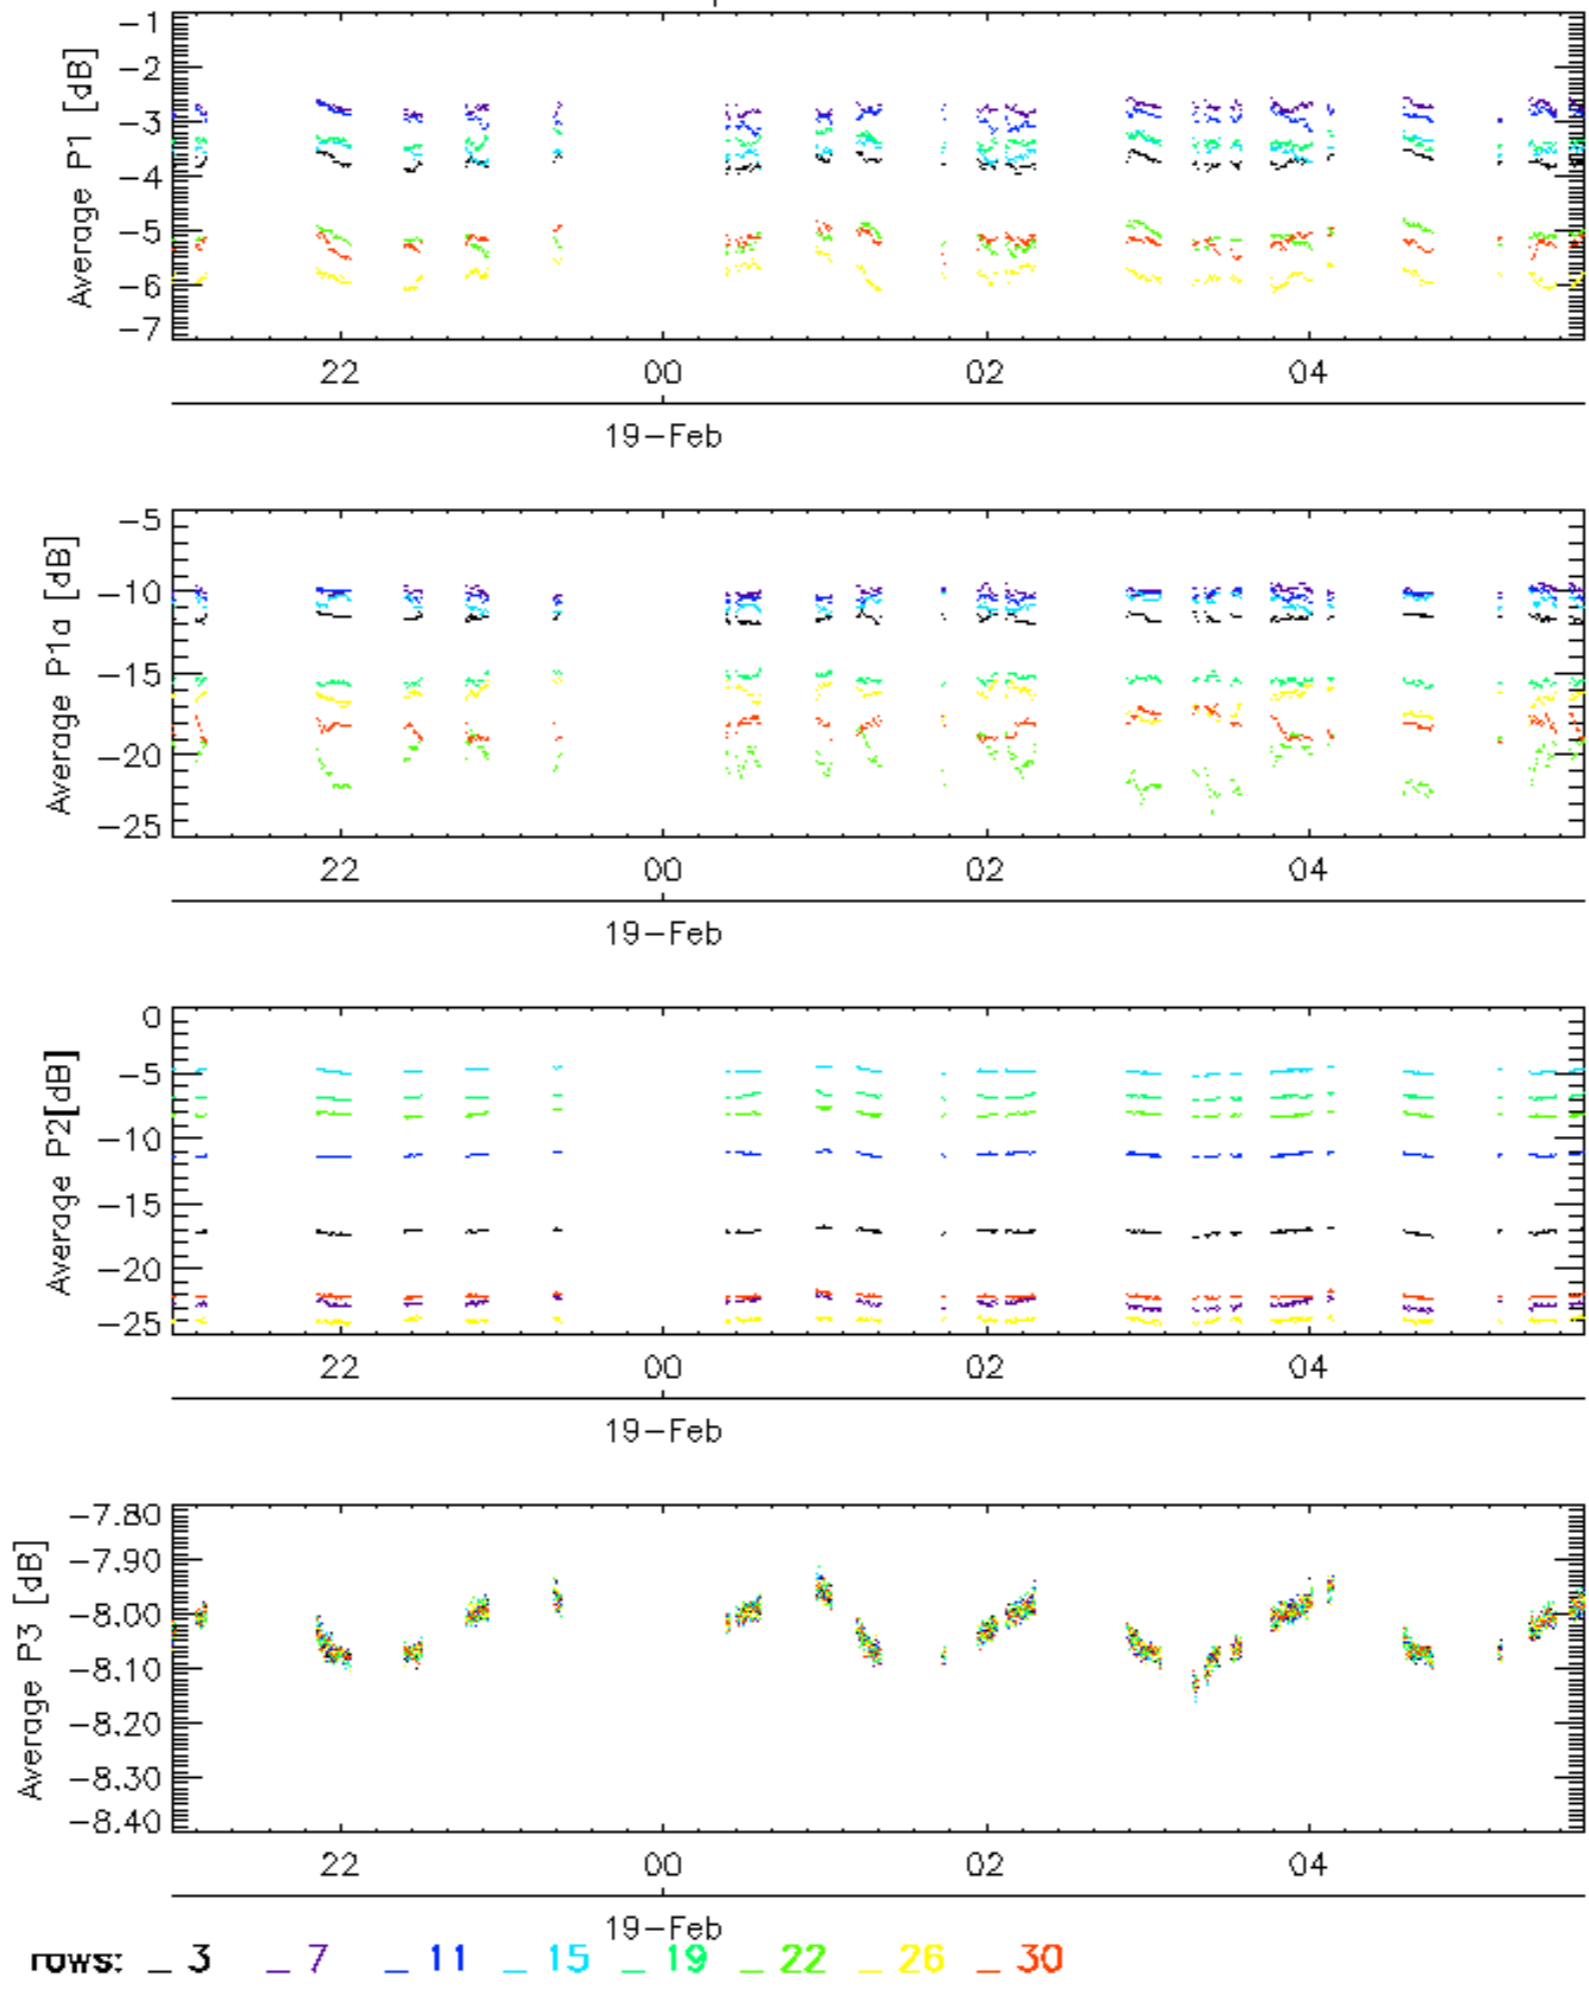 Average P1 [dB]
-1
-2
-3
-4
-5
-6
-7
22 00 02 04
19-Feb
Average P1a [dB]
-5
-10
-15
-20
-25
22 00 02 04
19-Feb
Average P2[dB]
0
-5
-10
-15
-20
-25
22 00 02 04
19-Feb
Average P3 [dB]
-7.80
-7.90
-8.00
-8.10
-8.20
-8.30
-8.40
22 00 02 04
19-Feb
rows: _ 3 _ 7 _ 11 _ 15 _ 19 _ 22 _ 26 _ 30